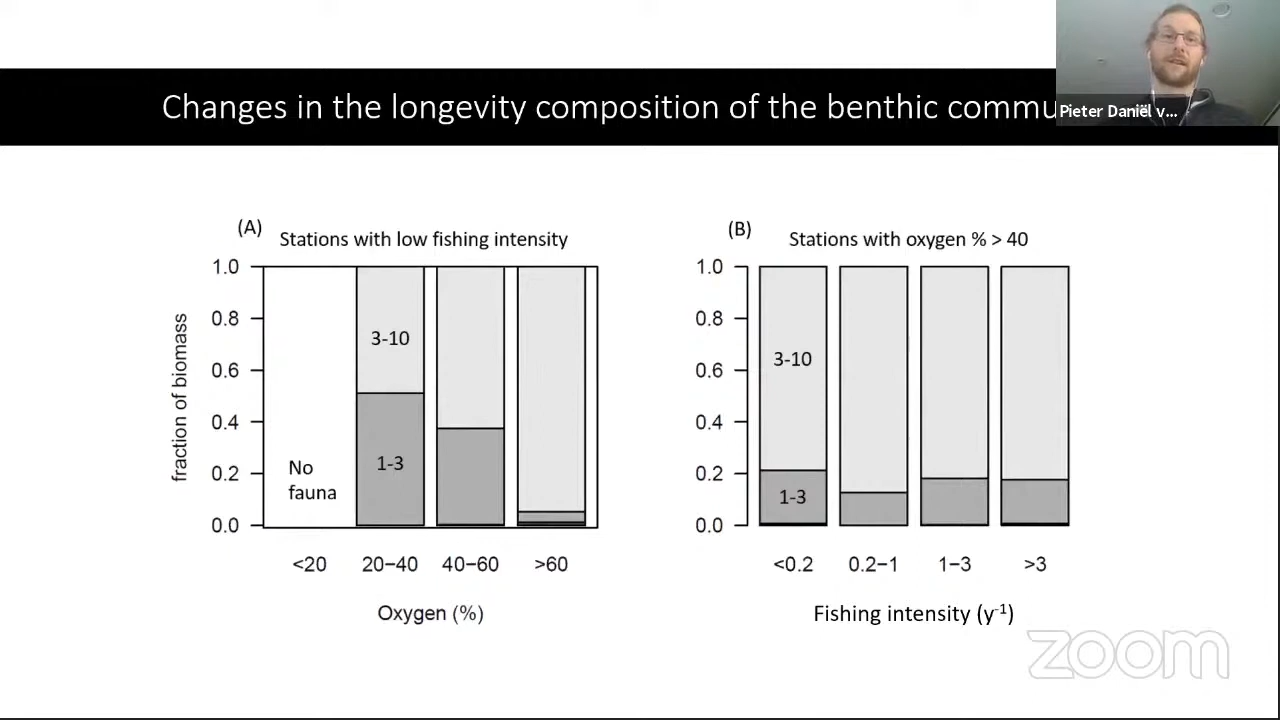 Changes in the longevity composition of the benthic commu
Pieter Daniël v...
(A)
Stations with low fishing intensity
fraction of biomass
1.0
0.8
0.6
0.4
0.2
0.0
No
fauna
3-10
1-3
<20 20−40 40−60 >60
Oxygen (%)
(B)
Stations with oxygen % > 40
1.0
0.8
0.6
0.4
0.2
0.0
3-10
1-3
<0.2 0.2−1 1−3 >3
Fishing intensity (y⁻¹)
zoom